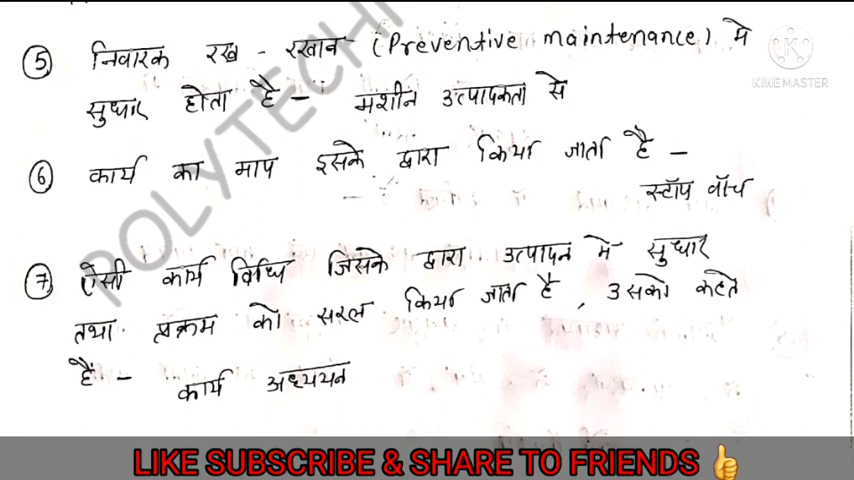 ⑤ निवारक रख - रखाव (Preventive maintenance) मे
सुधार होता है - मशीन उत्पादकता से
⑥ कार्य का माप इसके द्वारा किया जाता है -
स्टॉप वॉच
⑦ ऐसी कार्य विधि जिसके द्वारा उत्पादन मे सुधार
तथा प्रक्रम को सरल किया जाता है , उसको कहते
हैं - कार्य अध्ययन
POLYTECH
KINEMASTER
LIKE SUBSCRIBE & SHARE TO FRIENDS 👍